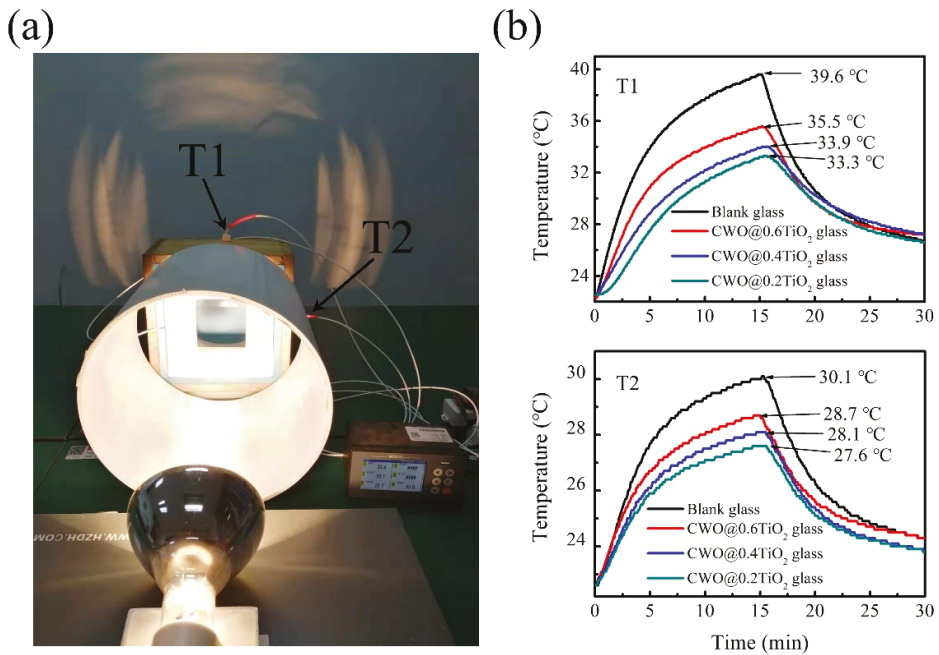 (a)
T1
T2
WWW.HZDH.COM
(b)
Temperature (℃)
40
36
32
28
24
T1
39.6 ℃
35.5 ℃
33.9 ℃
33.3 ℃
Blank glass
CWO@0.6TiO₂ glass
CWO@0.4TiO₂ glass
CWO@0.2TiO₂ glass
0 5 10 15 20 25 30
Temperature (℃)
30
28
26
24
T2
30.1 ℃
28.7 ℃
28.1 ℃
27.6 ℃
Blank glass
CWO@0.6TiO₂ glass
CWO@0.4TiO₂ glass
CWO@0.2TiO₂ glass
0 5 10 15 20 25 30
Time (min)